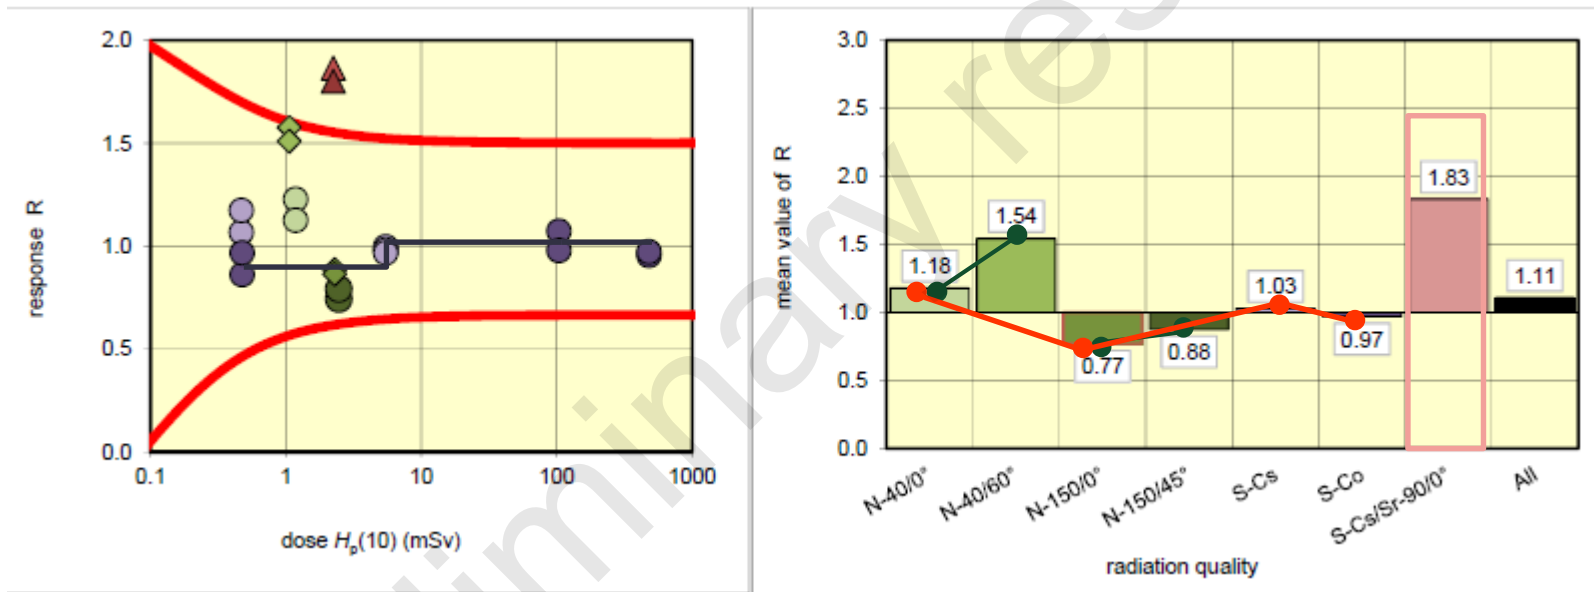 2.0
1.5
1.0
0.5
0.0
0.1
1
10
100
1000
response R
dose Hp(10) (mSv)
3.0
2.5
2.0
1.5
1.0
0.5
0.0
mean value of R
1.18
1.54
0.77
0.88
1.03
0.97
1.83
1.11
N-40/0°
N-40/60°
N-150/0°
N-150/45°
S-Cs
S-Co
S-Cs/Sr-90/0°
All
radiation quality
liminary res